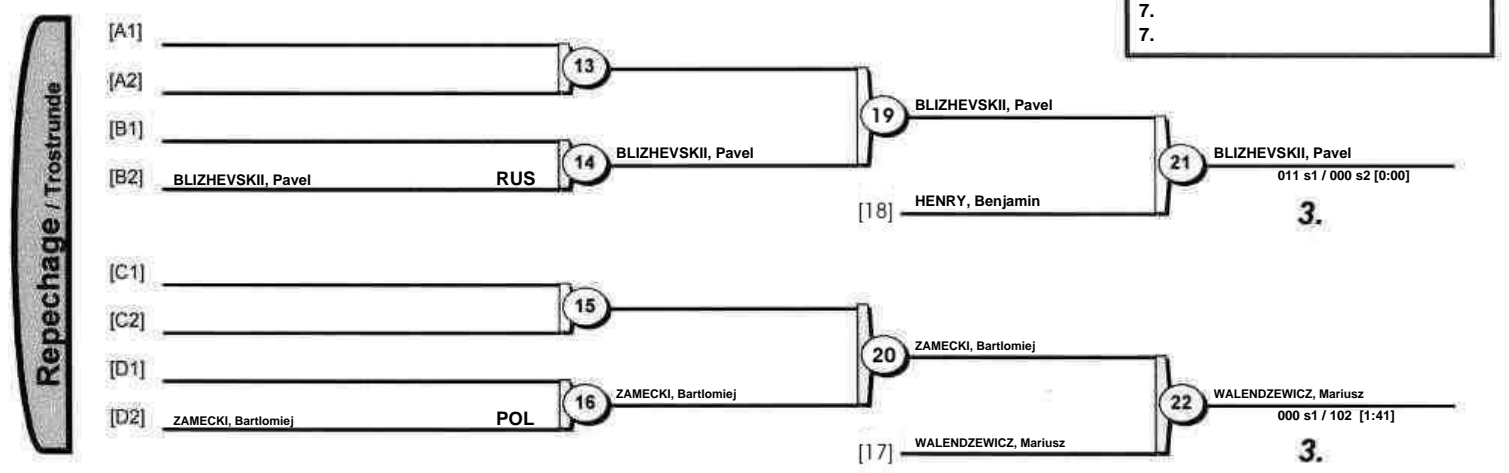 7.
7.
Repechage / Trostrunde
[A1]
13
[A2]
[B1]
19
BLIZHEVSKII, Pavel
14
BLIZHEVSKII, Pavel
21
BLIZHEVSKII, Pavel
[B2] BLIZHEVSKII, Pavel RUS
011 s1 / 000 s2 [0:00]
[18] HENRY, Benjamin
3.
[C1]
15
[C2]
20
ZAMECKI, Bartlomiej
[D1]
16
ZAMECKI, Bartlomiej
22
WALENDZEWICZ, Mariusz
[D2] ZAMECKI, Bartlomiej POL
000 s1 / 102 [1:41]
[17] WALENDZEWICZ, Mariusz
3.